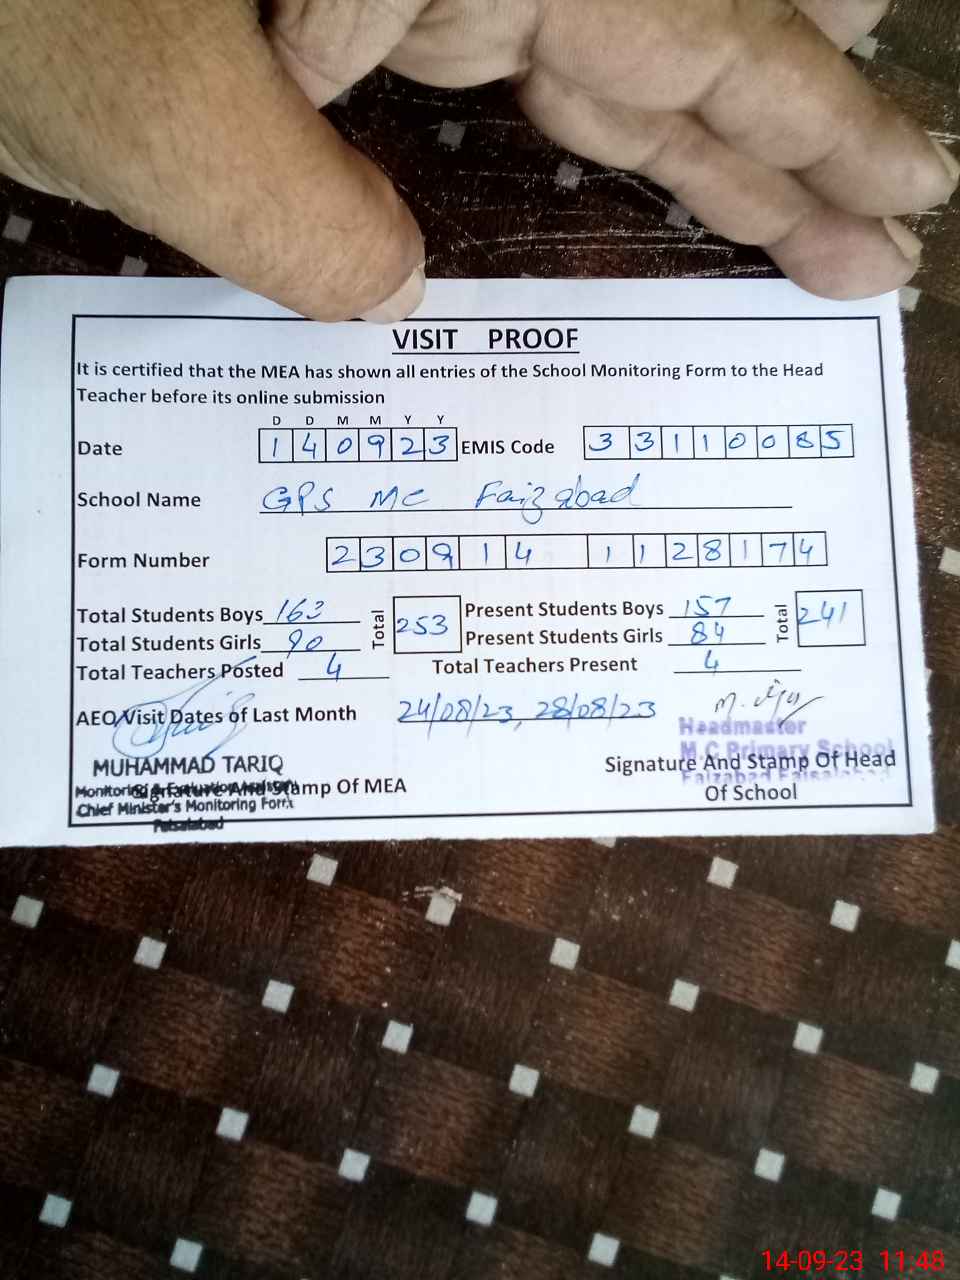 VISIT PROOF
It is certified that the MEA has shown all entries of the School Monitoring Form to the Head
Teacher before its online submission
D D M M Y Y
Date 1 4 0 9 2 3 EMIS Code 3 3 1 1 0 0 8 5
School Name GPS MC Faizabad
Form Number 2 3 0 9 1 4 1 1 2 8 1 7 4
Total Students Boys 163 Total 253 Present Students Boys 157 Total 241
Total Students Girls 90 Present Students Girls 84
Total Teachers Posted 4 Total Teachers Present 4
AEO Visit Dates of Last Month 24/08/23, 28/08/23
Headmaster
M.C Primary School
MUHAMMAD TARIQ Signature And Stamp Of Head
Faizabad
Monitoring & Evaluation Signature And Stamp Of MEA Of School
Chief Minister's Monitoring Force
Faisalabad
14-09-23 11:48